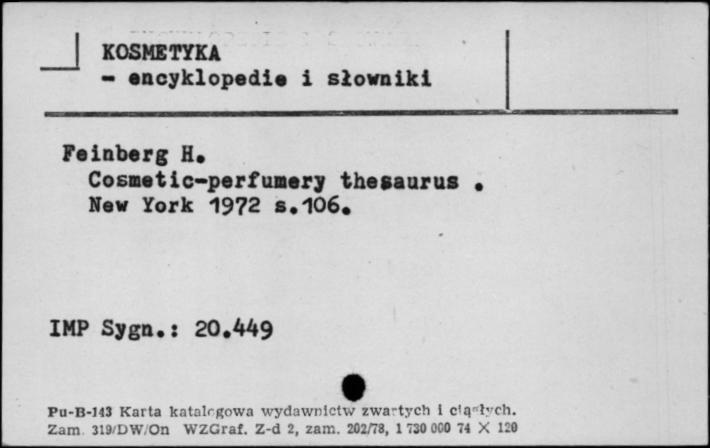 KOSMETYKA
- encyklopedie i słowniki
Feinberg H.
Cosmetic-perfumery thesaurus .
New York 1972 s.106.
IMP Sygn.: 20.449
Pu-B-143 Karta katalogowa wydawnictw zwartych i ciągłych.
Zam. 319/DW/On WZGraf. Z-d 2, zam. 202/78, 1 730 000 74 X 120